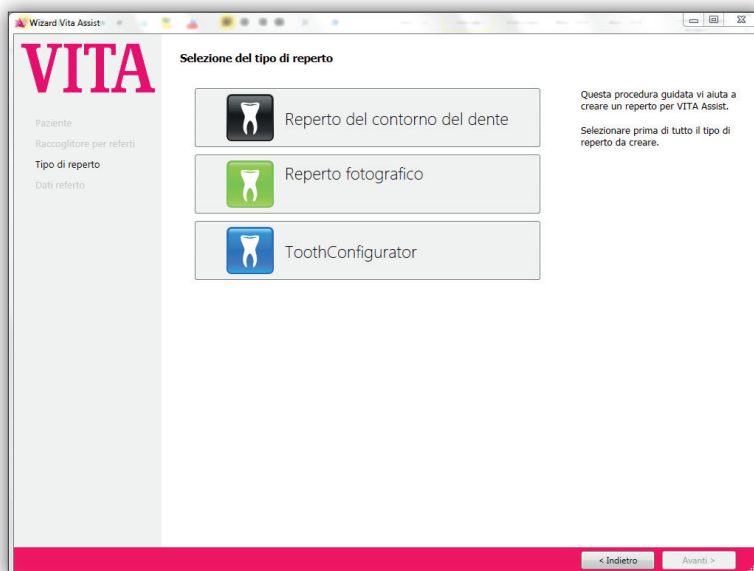 Wizard Vita Assist
VITA
Paziente
Raccoglitore per referti
Tipo di reperto
Dati referto
Selezione del tipo di reperto
Reperto del contorno del dente
Reperto fotografico
ToothConfigurator
Questa procedura guidata vi aiuta a
creare un reperto per VITA Assist.
Selezionare prima di tutto il tipo di
reperto da creare.
< Indietro
Avanti >